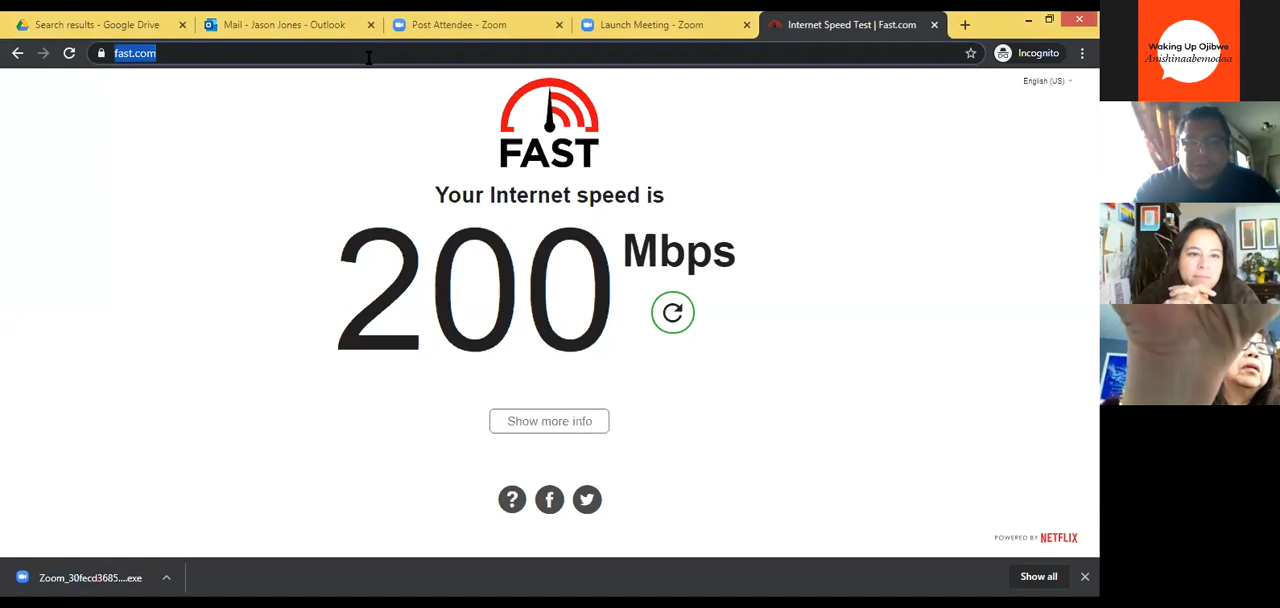 Search results - Google Drive
Mail - Jason Jones - Outlook
Post Attendee - Zoom
Launch Meeting - Zoom
Internet Speed Test | Fast.com
fast.com
Incognito
English (US)
FAST
Your Internet speed is
200 Mbps
Show more info
POWERED BY NETFLIX
Zoom_30fecd3685....exe
Show all
Waking Up Ojibwe
Anishinaabemodaa